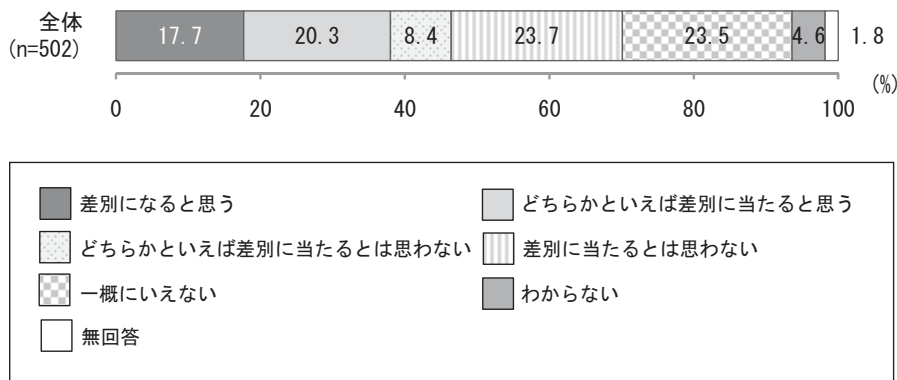 全体
(n=502)
17.7 20.3 8.4 23.7 23.5 4.6 1.8
(%)
0 20 40 60 80 100
差別になると思う どちらかといえば差別に当たると思う
どちらかといえば差別に当たるとは思わない 差別に当たるとは思わない
一概にいえない わからない
無回答